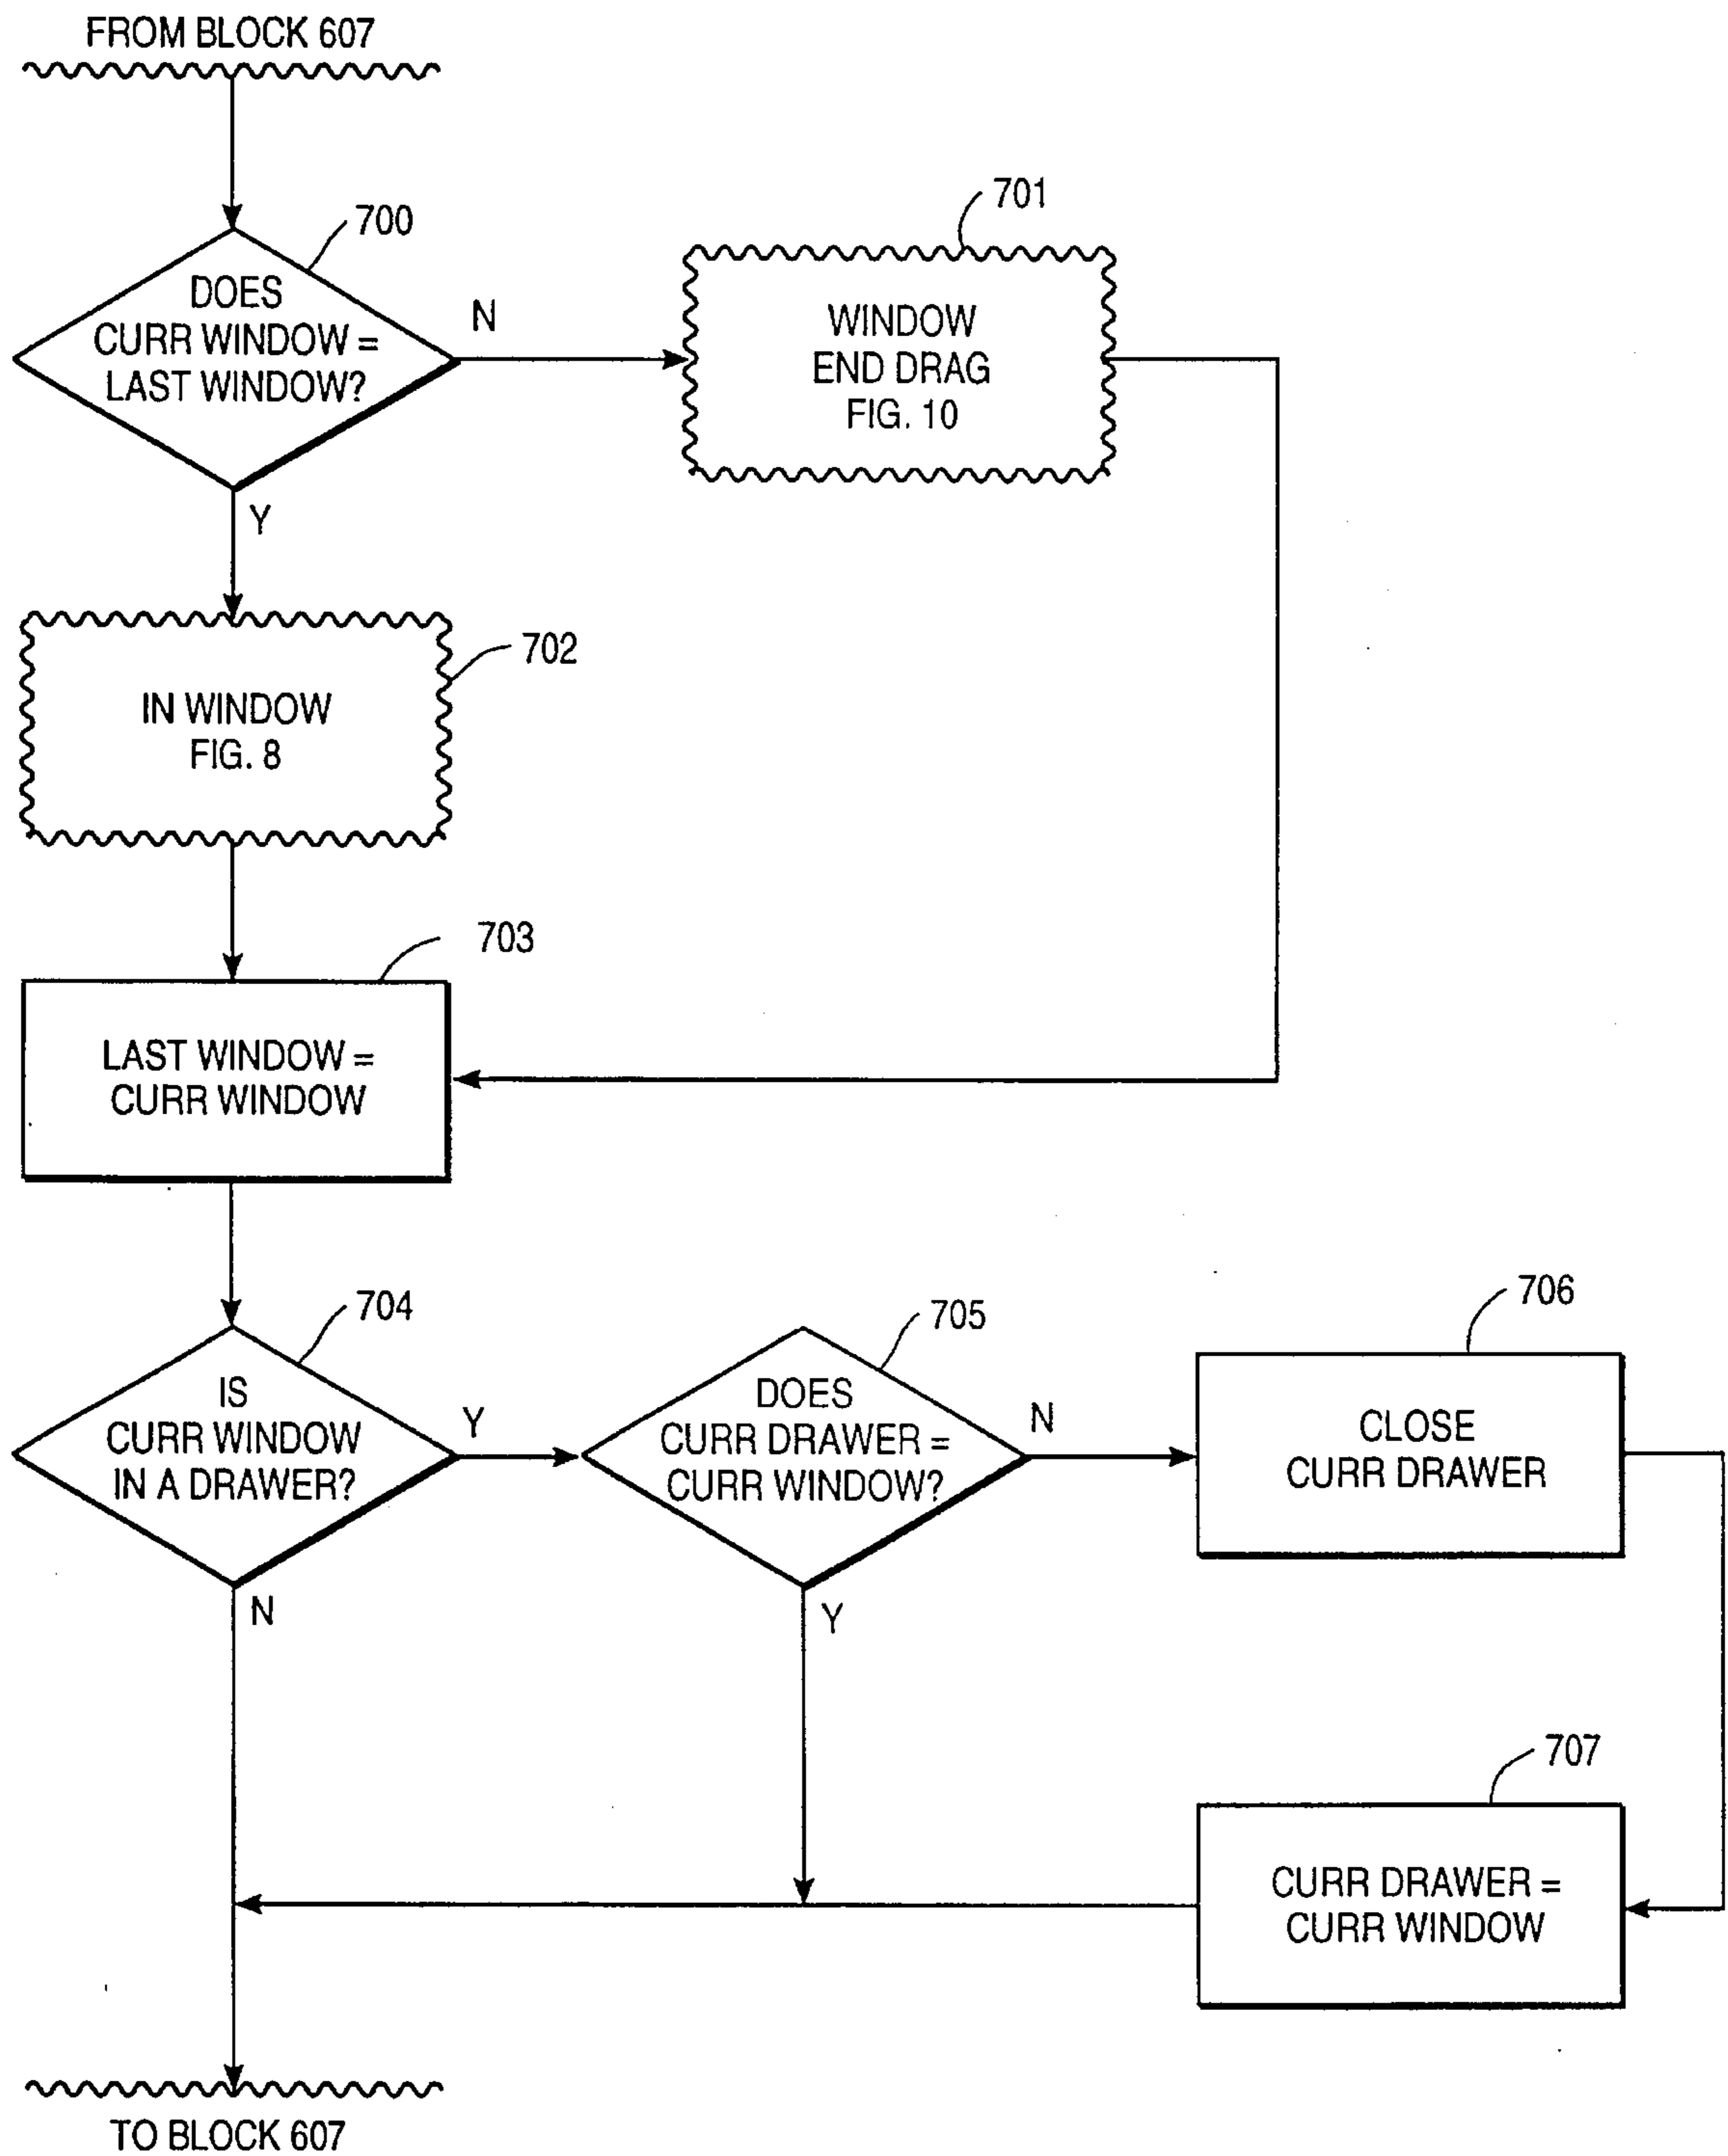 FROM BLOCK 607
700
DOES
CURR WINDOW =
LAST WINDOW?
N
Y
701
WINDOW
END DRAG
FIG. 10
702
IN WINDOW
FIG. 8
703
LAST WINDOW =
CURR WINDOW
704
IS
CURR WINDOW
IN A DRAWER?
Y
N
705
DOES
CURR DRAWER =
CURR WINDOW?
N
Y
706
CLOSE
CURR DRAWER
707
CURR DRAWER =
CURR WINDOW
TO BLOCK 607